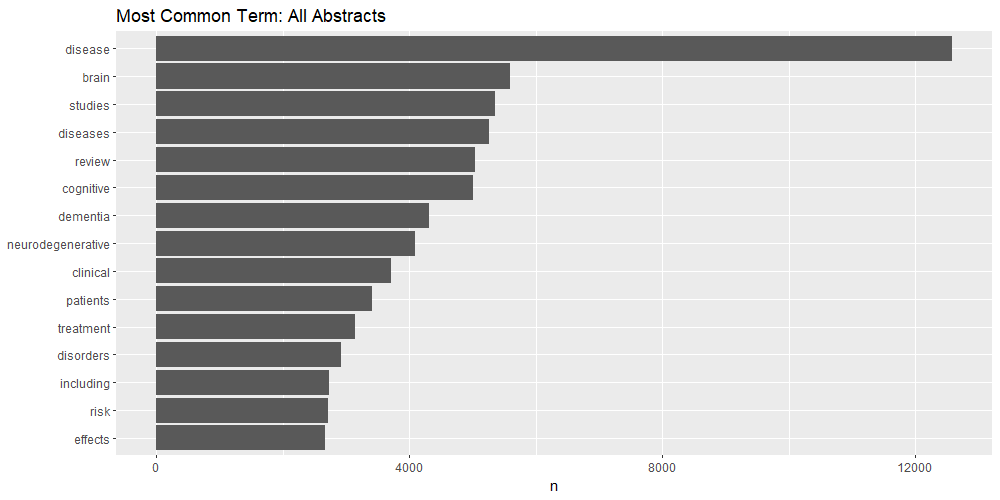 Most Common Term: All Abstracts
disease
brain
studies
diseases
review
cognitive
dementia
neurodegenerative
clinical
patients
treatment
disorders
including
risk
effects
0 4000 8000 12000
n